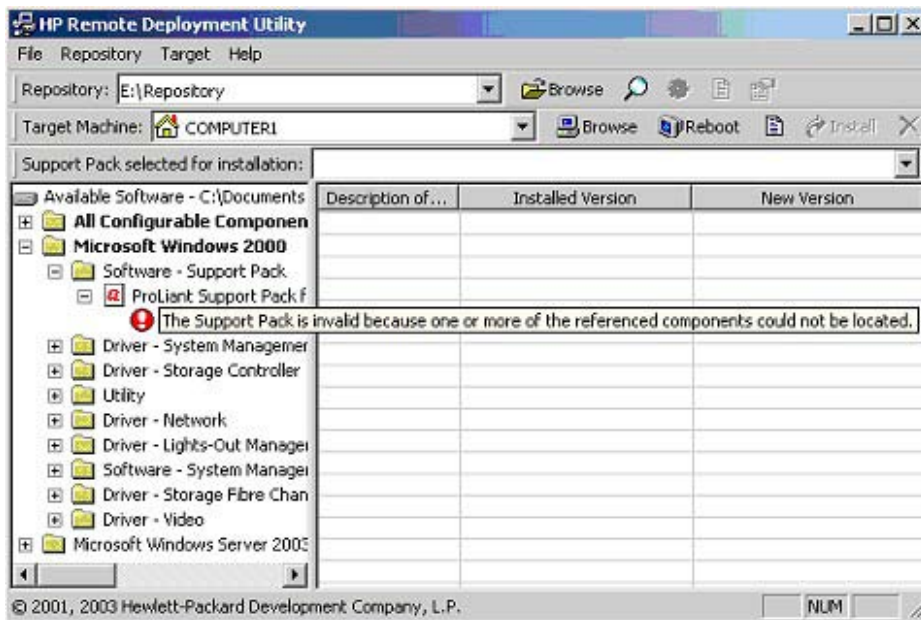 HP Remote Deployment Utility
File Repository Target Help
Repository: E:\Repository Browse
Target Machine: COMPUTER1 Browse Reboot Install
Support Pack selected for installation:
Available Software - C:\Documents
Description of... Installed Version New Version
All Configurable Componen
Microsoft Windows 2000
Software - Support Pack
ProLiant Support Pack f
The Support Pack is invalid because one or more of the referenced components could not be located.
Driver - System Managemer
Driver - Storage Controller
Utility
Driver - Network
Driver - Lights-Out Manager
Software - System Manager
Driver - Storage Fibre Chan
Driver - Video
Microsoft Windows Server 2003
© 2001, 2003 Hewlett-Packard Development Company, L.P.
NUM